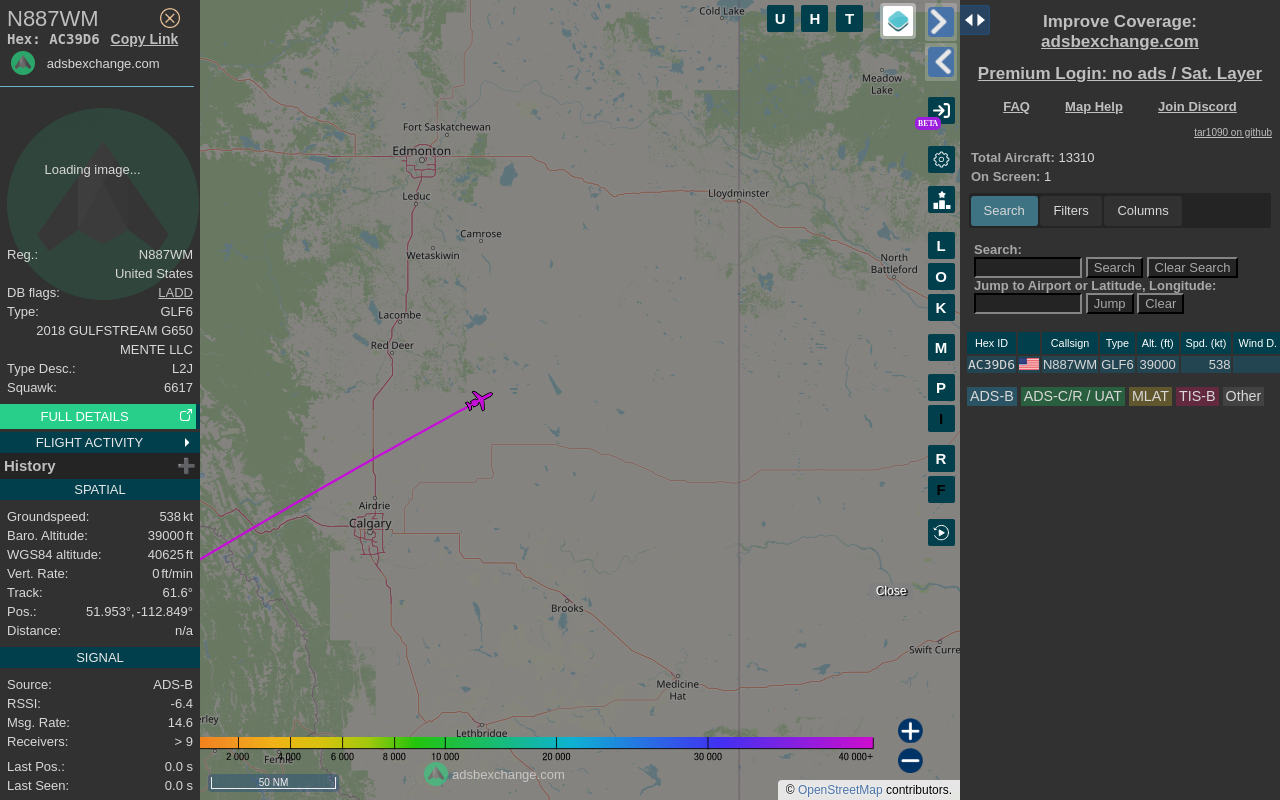 N887WM
Hex: AC39D6 Copy Link
adsbexchange.com
Loading image...
Reg.: N887WM
United States
DB flags: LADD
Type: GLF6
2018 GULFSTREAM G650
MENTE LLC
Type Desc.: L2J
Squawk: 6617
FULL DETAILS
FLIGHT ACTIVITY
History
SPATIAL
Groundspeed: 538 kt
Baro. Altitude: 39000 ft
WGS84 altitude: 40625 ft
Vert. Rate: 0 ft/min
Track: 61.6°
Pos.: 51.953°, -112.849°
Distance: n/a
SIGNAL
Source: ADS-B
RSSI: -6.4
Msg. Rate: 14.6
Receivers: > 9
Last Pos.: 0.0 s
Last Seen: 0.0 s
Cold Lake
Meadow
Lake
Fort Saskatchewan
Edmonton
Leduc
Lloydminster
Camrose
Wetaskiwin
North
Battleford
Lacombe
Red Deer
Airdrie
Calgary
Close
Brooks
Swift Curre
Medicine
Hat
erley
Lethbridge
Fernie
2 000 4 000 6 000 8 000 10 000 20 000 30 000 40 000+
50 NM
adsbexchange.com
© OpenStreetMap contributors.
U H T
BETA
L
O
K
M
P
I
R
F
Improve Coverage:
adsbexchange.com
Premium Login: no ads / Sat. Layer
FAQ Map Help Join Discord
tar1090 on github
Total Aircraft: 13310
On Screen: 1
Search Filters Columns
Search:
Search Clear Search
Jump to Airport or Latitude, Longitude:
Jump Clear
Hex ID Callsign Type Alt. (ft) Spd. (kt) Wind D.
AC39D6 N887WM GLF6 39000 538
ADS-B ADS-C/R / UAT MLAT TIS-B Other